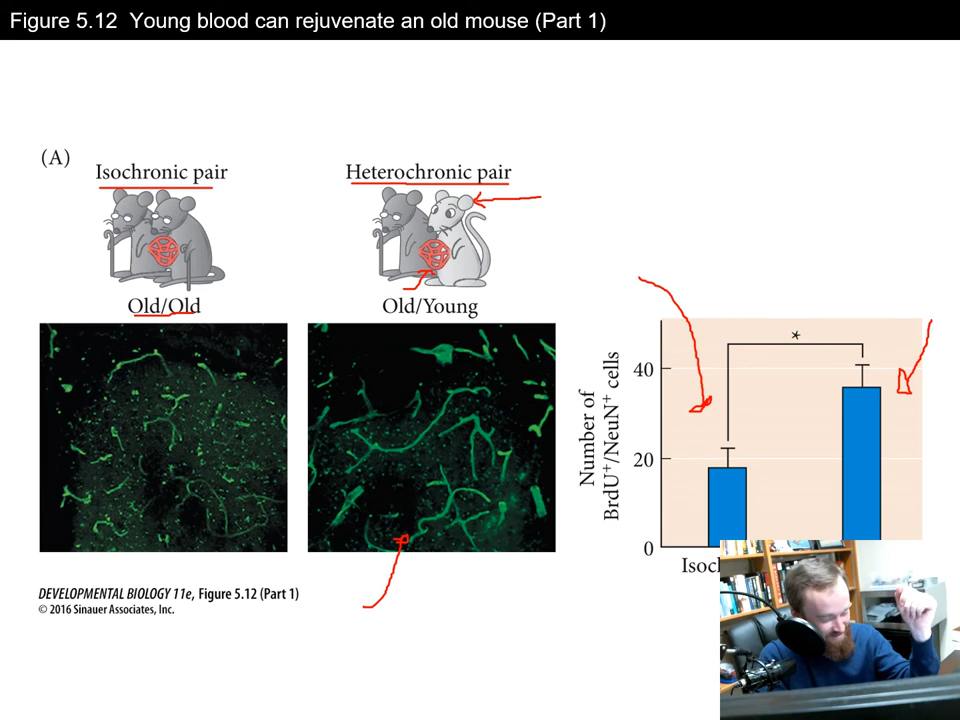 Figure 5.12 Young blood can rejuvenate an old mouse (Part 1)
(A)
Isochronic pair
Heterochronic pair
Old/Old
Old/Young
Number of
BrdU⁺/NeuN⁺ cells
40
20
0
*
DEVELOPMENTAL BIOLOGY 11e, Figure 5.12 (Part 1)
© 2016 Sinauer Associates, Inc.